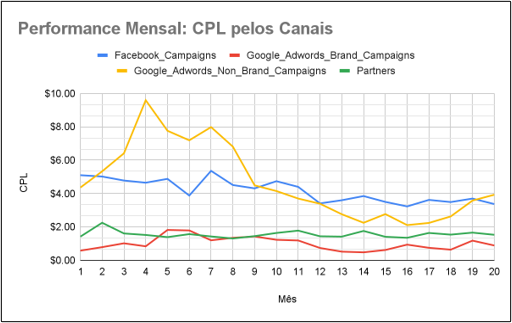 Performance Mensal: CPL pelos Canais
Facebook_Campaigns Google_Adwords_Brand_Campaigns
Google_Adwords_Non_Brand_Campaigns Partners
$10.00
$8.00
$6.00
$4.00
$2.00
$0.00
CPL
1 2 3 4 5 6 7 8 9 10 11 12 13 14 15 16 17 18 19 20
Mês